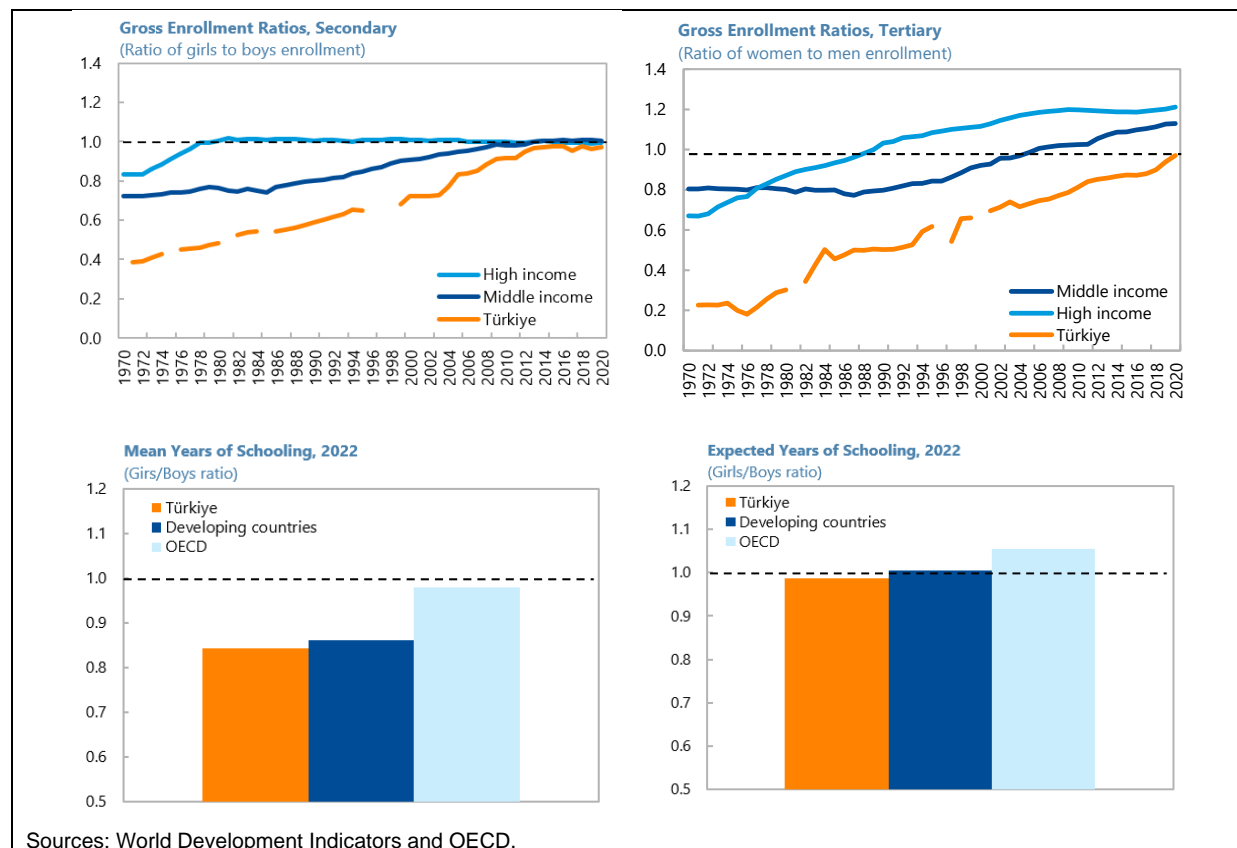 Gross Enrollment Ratios, Secondary
(Ratio of girls to boys enrollment)
1.4
1.2
1.0
0.8
0.6
0.4
0.2
0.0
High income
Middle income
Türkiye
1970 1972 1974 1976 1978 1980 1982 1984 1986 1988 1990 1992 1994 1996 1998 2000 2002 2004 2006 2008 2010 2012 2014 2016 2018 2020
Gross Enrollment Ratios, Tertiary
(Ratio of women to men enrollment)
1.4
1.2
1.0
0.8
0.6
0.4
0.2
0.0
Middle income
High income
Türkiye
1970 1972 1974 1976 1978 1980 1982 1984 1986 1988 1990 1992 1994 1996 1998 2000 2002 2004 2006 2008 2010 2012 2014 2016 2018 2020
Mean Years of Schooling, 2022
(Girs/Boys ratio)
1.2
1.1
1.0
0.9
0.8
0.7
0.6
0.5
Türkiye
Developing countries
OECD
Expected Years of Schooling, 2022
(Girls/Boys ratio)
1.2
1.1
1.0
0.9
0.8
0.7
0.6
0.5
Türkiye
Developing countries
OECD
Sources: World Development Indicators and OECD.